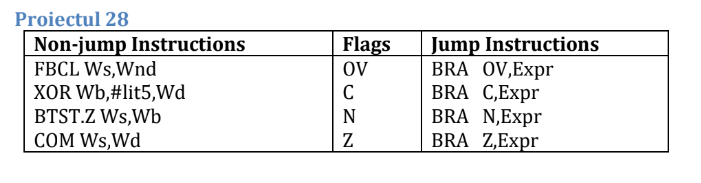 Proiectul 28
Non-jump Instructions Flags Jump Instructions
FBCL Ws,Wnd OV BRA OV,Expr
XOR Wb,#lit5,Wd C BRA C,Expr
BTST.Z Ws,Wb N BRA N,Expr
COM Ws,Wd Z BRA Z,Expr